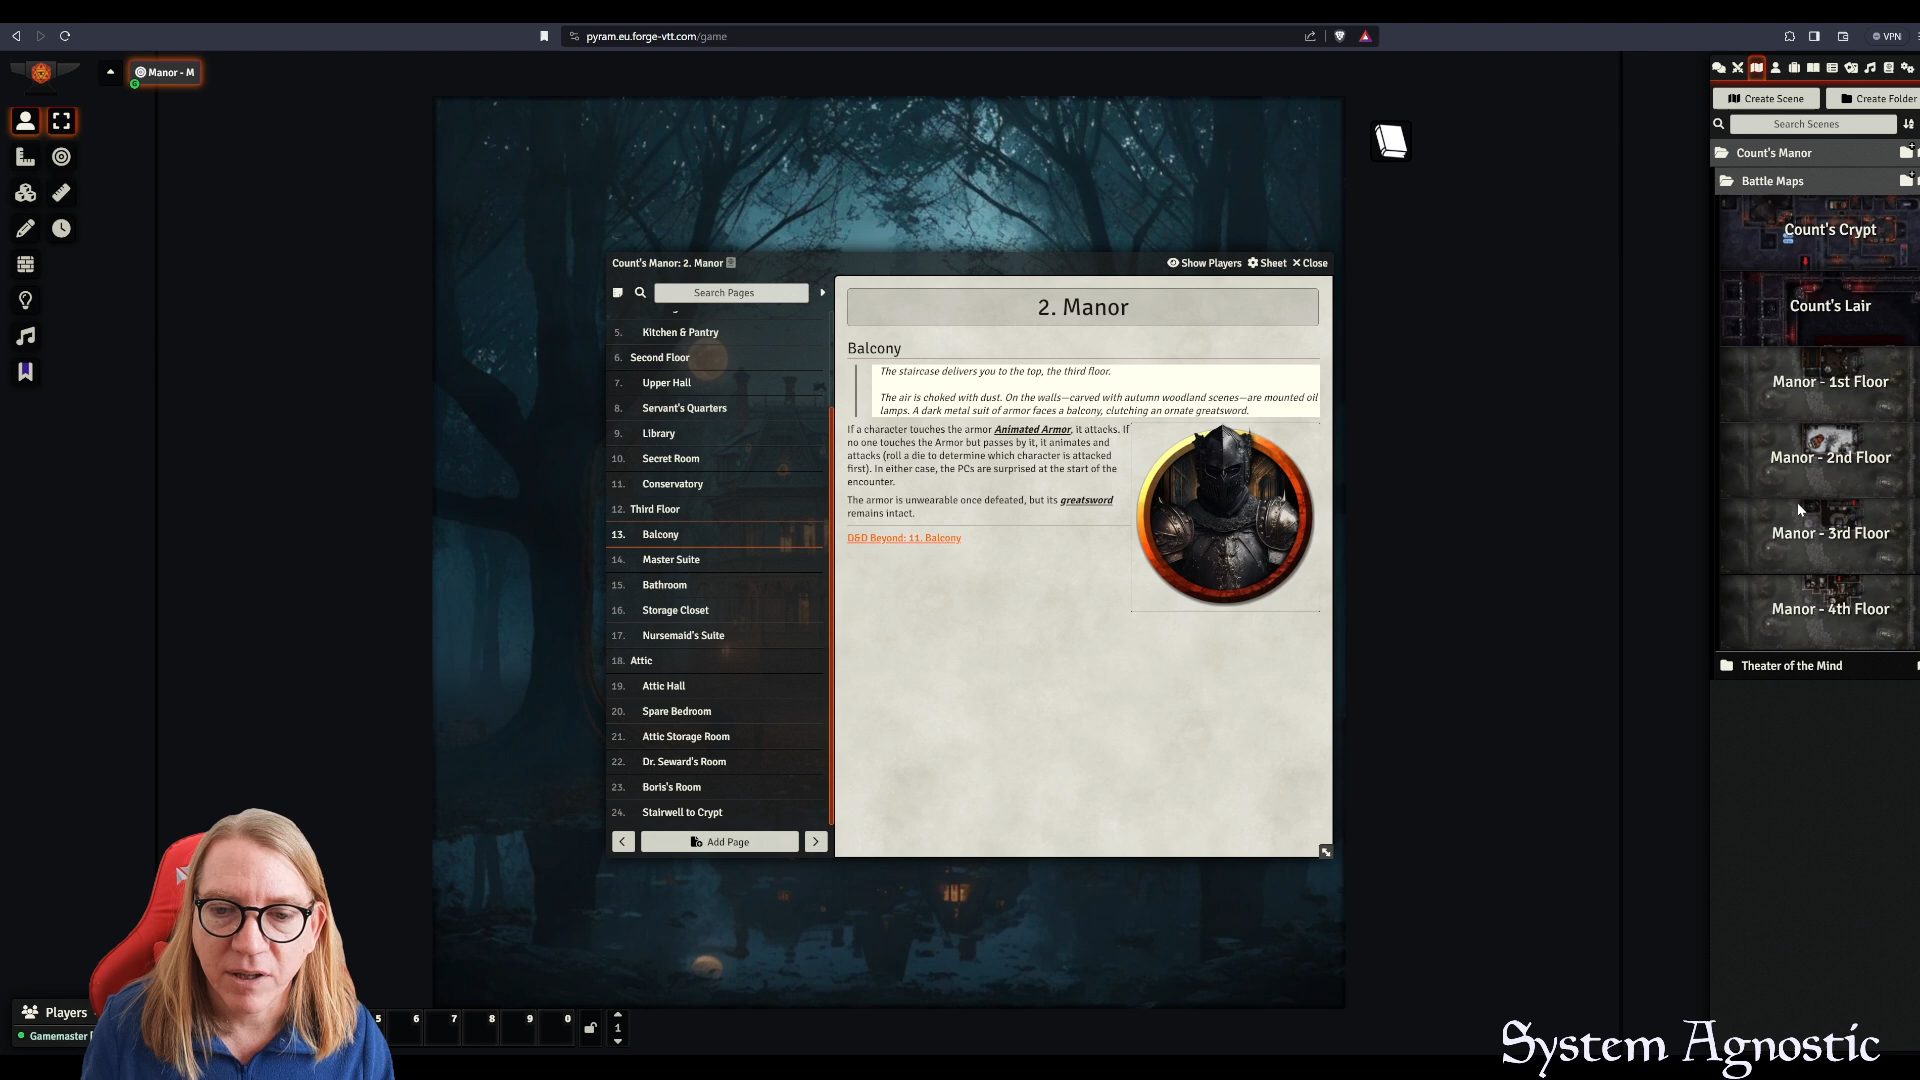 pyram.eu.forge-vtt.com/game
VPN
Manor - M
6
Create Scene
Create Folder
Search Scenes
Count's Manor
Battle Maps
Count's Crypt
Count's Lair
Manor - 1st Floor
Manor - 2nd Floor
Manor - 3rd Floor
Manor - 4th Floor
Theater of the Mind
Count's Manor: 2. Manor
Show Players
Sheet
Close
Search Pages
5. Kitchen & Pantry
6. Second Floor
7. Upper Hall
8. Servant's Quarters
9. Library
10. Secret Room
11. Conservatory
12. Third Floor
13. Balcony
14. Master Suite
15. Bathroom
16. Storage Closet
17. Nursemaid's Suite
18. Attic
19. Attic Hall
20. Spare Bedroom
21. Attic Storage Room
22. Dr. Seward's Room
23. Boris's Room
24. Stairwell to Crypt
Add Page
2. Manor
Balcony
The staircase delivers you to the top, the third floor.
The air is choked with dust. On the walls—carved with autumn woodland scenes—are mounted oil
lamps. A dark metal suit of armor faces a balcony, clutching an ornate greatsword.
If a character touches the armor Animated Armor, it attacks. If
no one touches the Armor but passes by it, it animates and
attacks (roll a die to determine which character is attacked
first). In either case, the PCs are surprised at the start of the
encounter.
The armor is unwearable once defeated, but its greatsword
remains intact.
D&D Beyond: 11. Balcony
Players
Gamemaster
5 6 7 8 9 0
1
System Agnostic